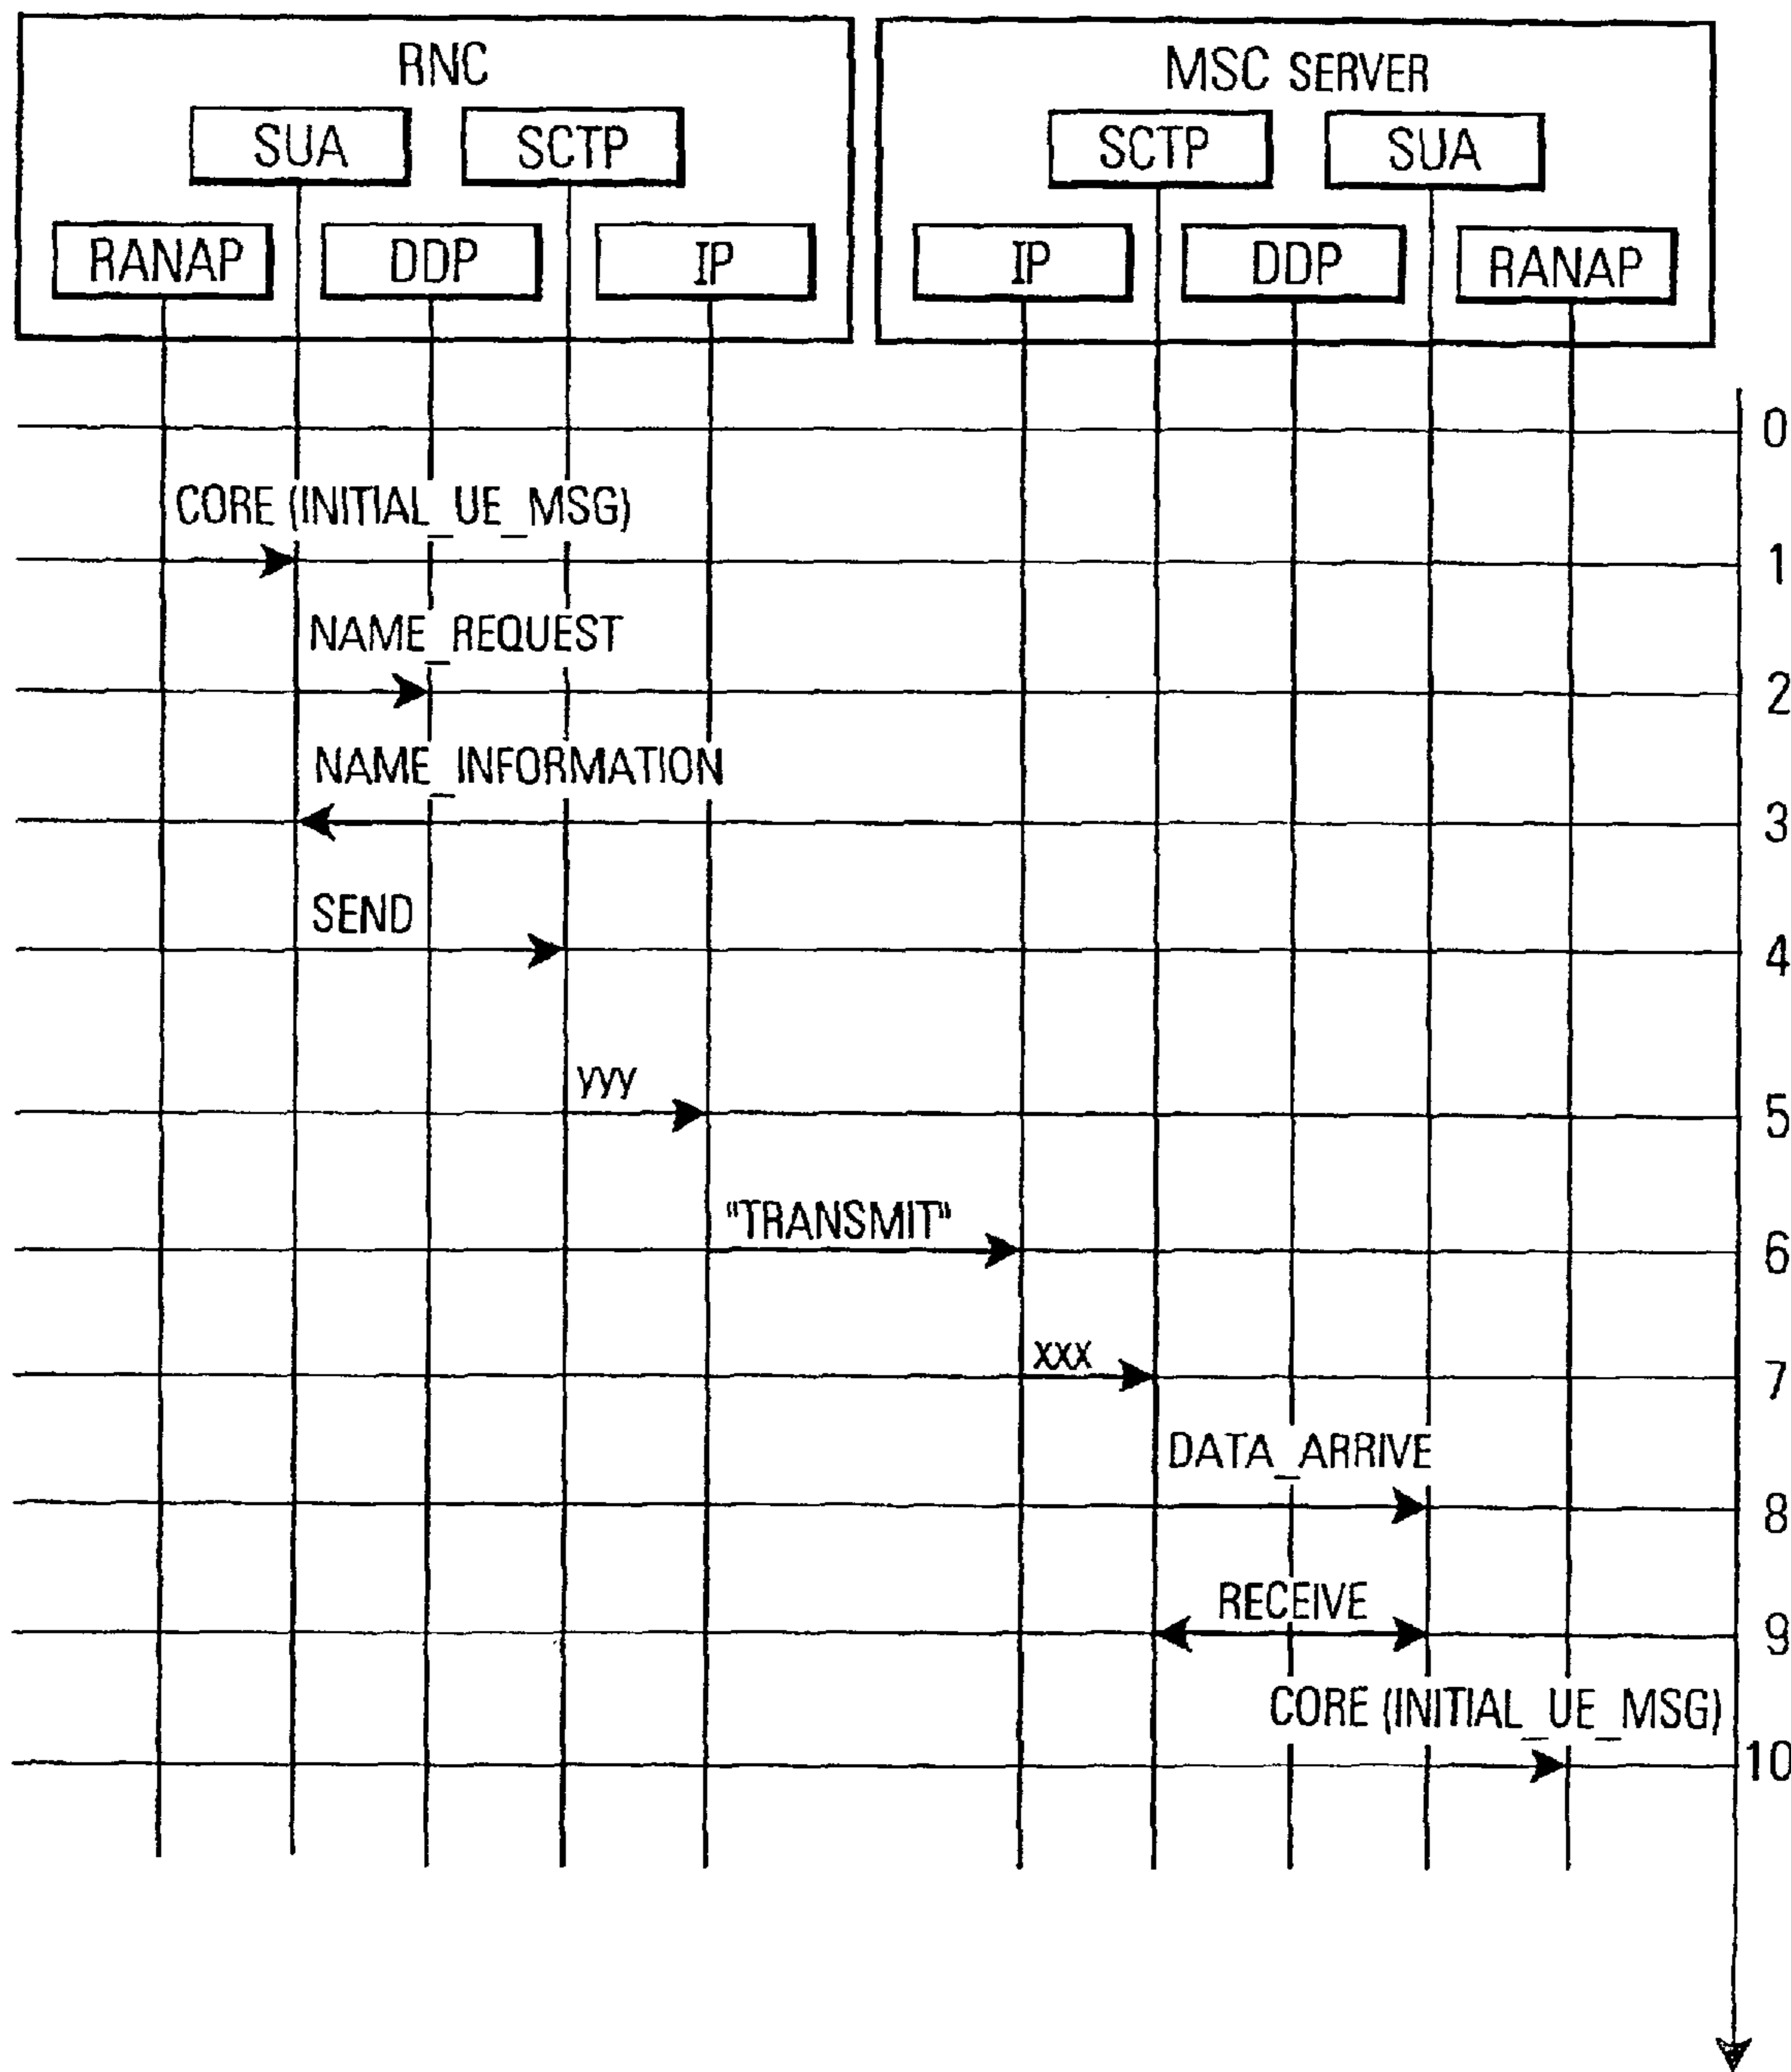 RNC
MSC SERVER
SUA
SCTP
SCTP
SUA
RANAP
DDP
IP
IP
DDP
RANAP
0
CORE (INITIAL_UE_MSG)
1
NAME_REQUEST
2
NAME_INFORMATION
3
SEND
4
yyy
5
"TRANSMIT"
6
xxx
7
DATA_ARRIVE
8
RECEIVE
9
CORE (INITIAL_UE_MSG)
10